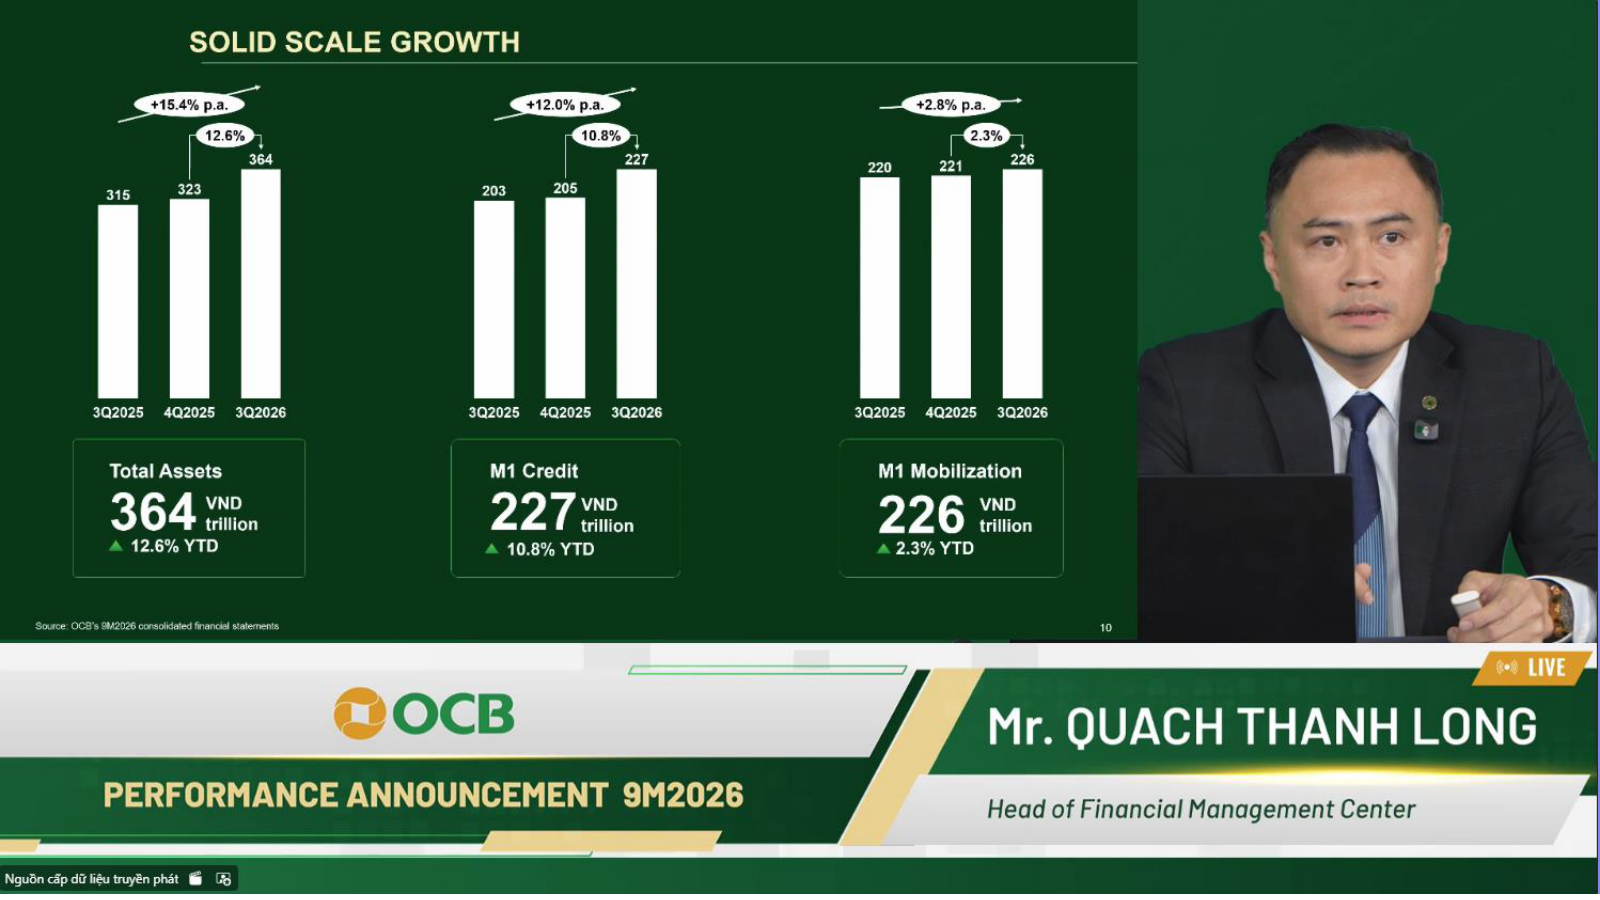 SOLID SCALE GROWTH
+15.4% p.a.
12.6%
315
323
364
3Q2025
4Q2025
3Q2026
+12.0% p.a.
10.8%
203
205
227
3Q2025
4Q2025
3Q2026
+2.8% p.a.
2.3%
220
221
226
3Q2025
4Q2025
3Q2026
Total Assets
364 VND trillion
12.6% YTD
M1 Credit
227 VND trillion
10.8% YTD
M1 Mobilization
226 VND trillion
2.3% YTD
Source: OCB's 9M2026 consolidated financial statements
10
LIVE
OCB
PERFORMANCE ANNOUNCEMENT 9M2026
Mr. QUACH THANH LONG
Head of Financial Management Center
Nguồn cấp dữ liệu truyền phát